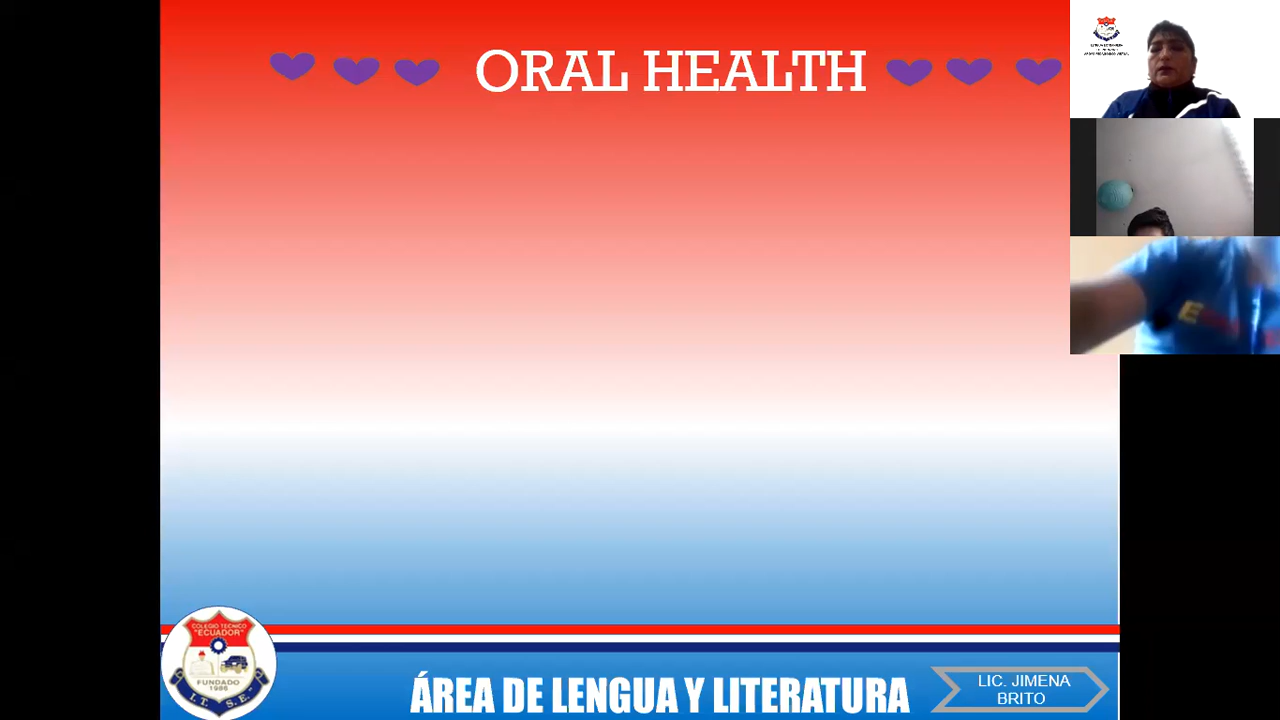 ORAL HEALTH
COLEGIO TECNICO
"ECUADOR"
FUNDADO
1986
I.T. S.E.
ÁREA DE LENGUA Y LITERATURA
LIC. JIMENA
BRITO